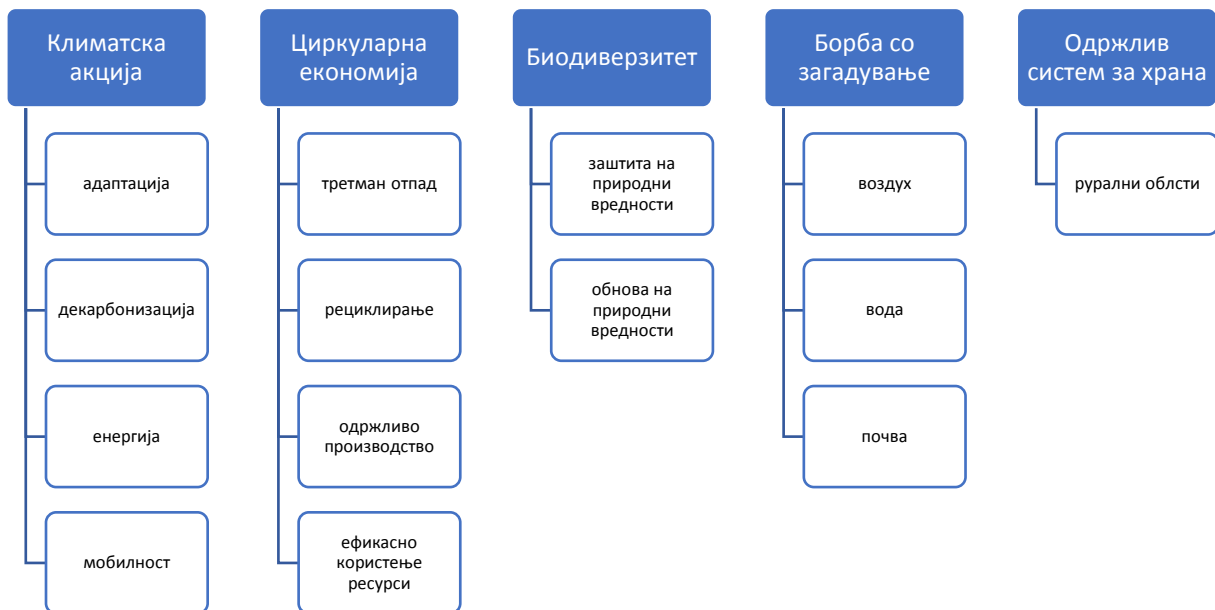 Климатска
акција
адаптација
декарбонизација
енергија
мобилност
Циркуларна
економија
третман отпад
рециклирање
одржливо
производство
ефикасно
користење
ресурси
Биодиверзитет
заштита на
природни
вредности
обнова на
природни
вредности
Борба со
загадување
воздух
вода
почва
Одржлив
систем за храна
рурални облсти